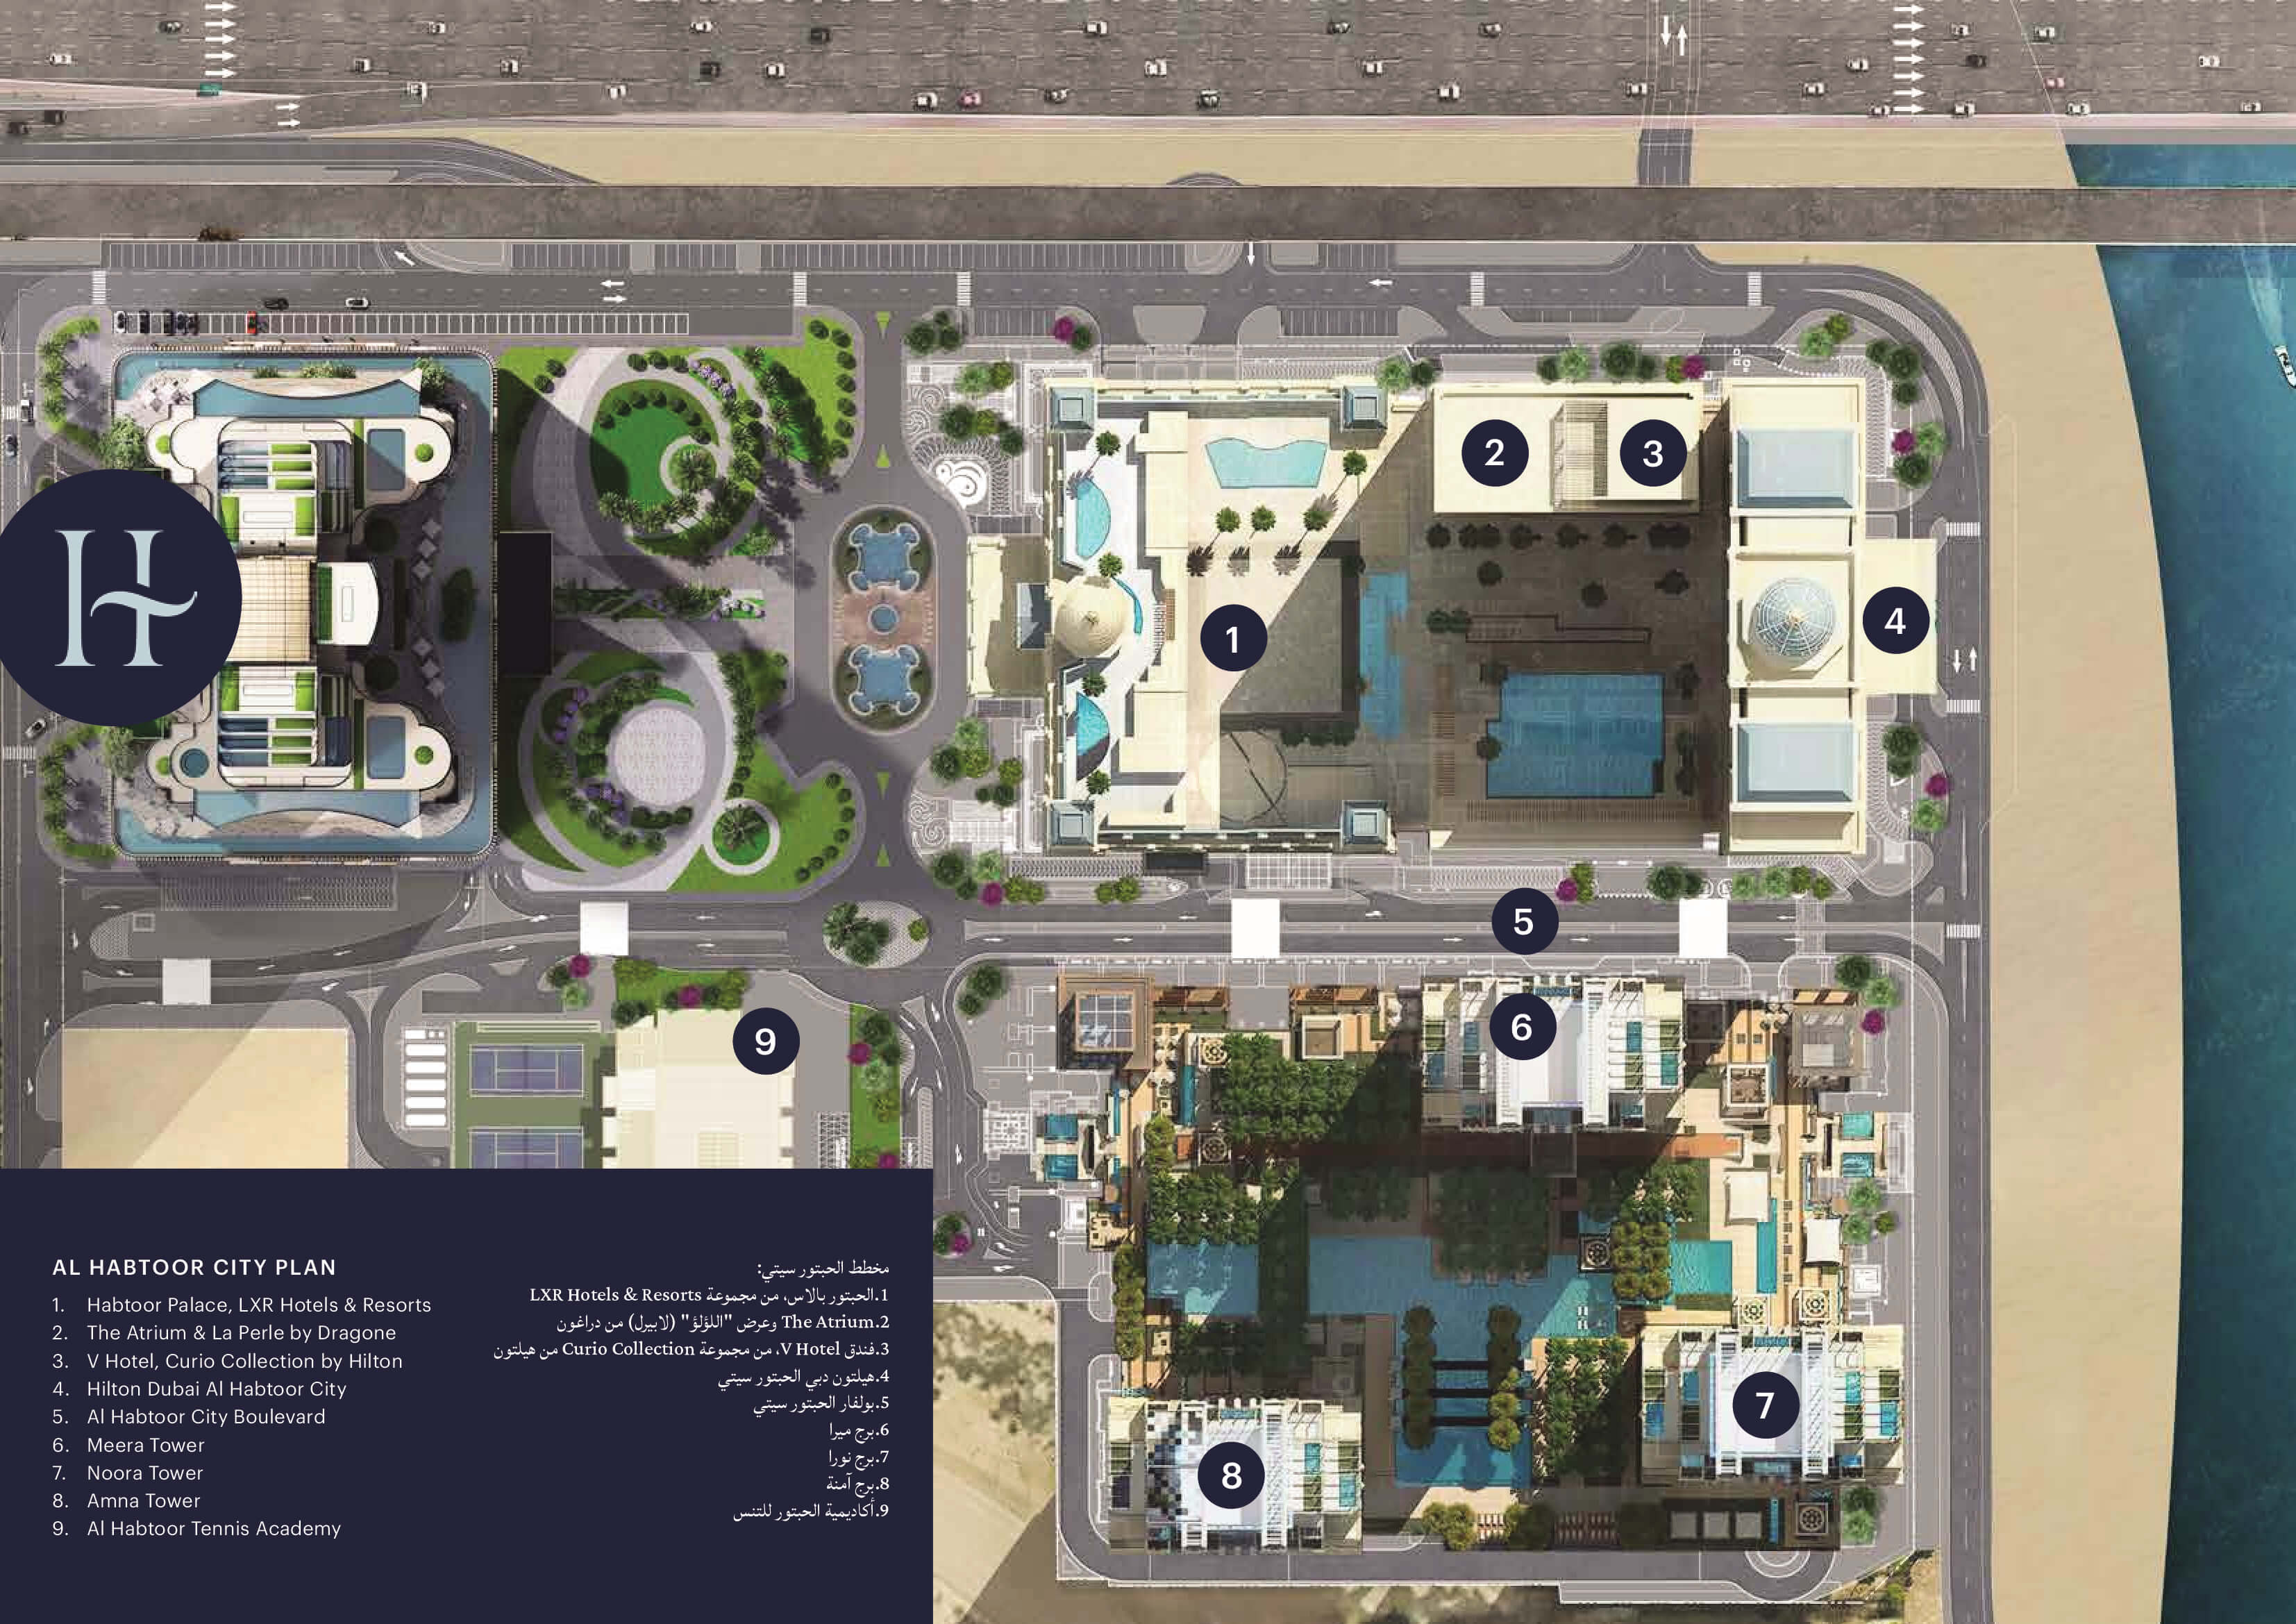 1
2
3
4
5
6
7
8
9
H
AL HABTOOR CITY PLAN
1. Habtoor Palace, LXR Hotels & Resorts
2. The Atrium & La Perle by Dragone
3. V Hotel, Curio Collection by Hilton
4. Hilton Dubai Al Habtoor City
5. Al Habtoor City Boulevard
6. Meera Tower
7. Noora Tower
8. Amna Tower
9. Al Habtoor Tennis Academy
مخطط الحبتور سيتي:
1.الحبتور بالاس، من مجموعة LXR Hotels & Resorts
2.The Atrium وعرض "اللؤلؤ" (لابيرل) من دراغون
3.فندق V Hotel، من مجموعة Curio Collection من هيلتون
4.هيلتون دبي الحبتور سيتي
5.بولفار الحبتور سيتي
6.برج ميرا
7.برج نورا
8.برج آمنة
9.أكاديمية الحبتور للتنس